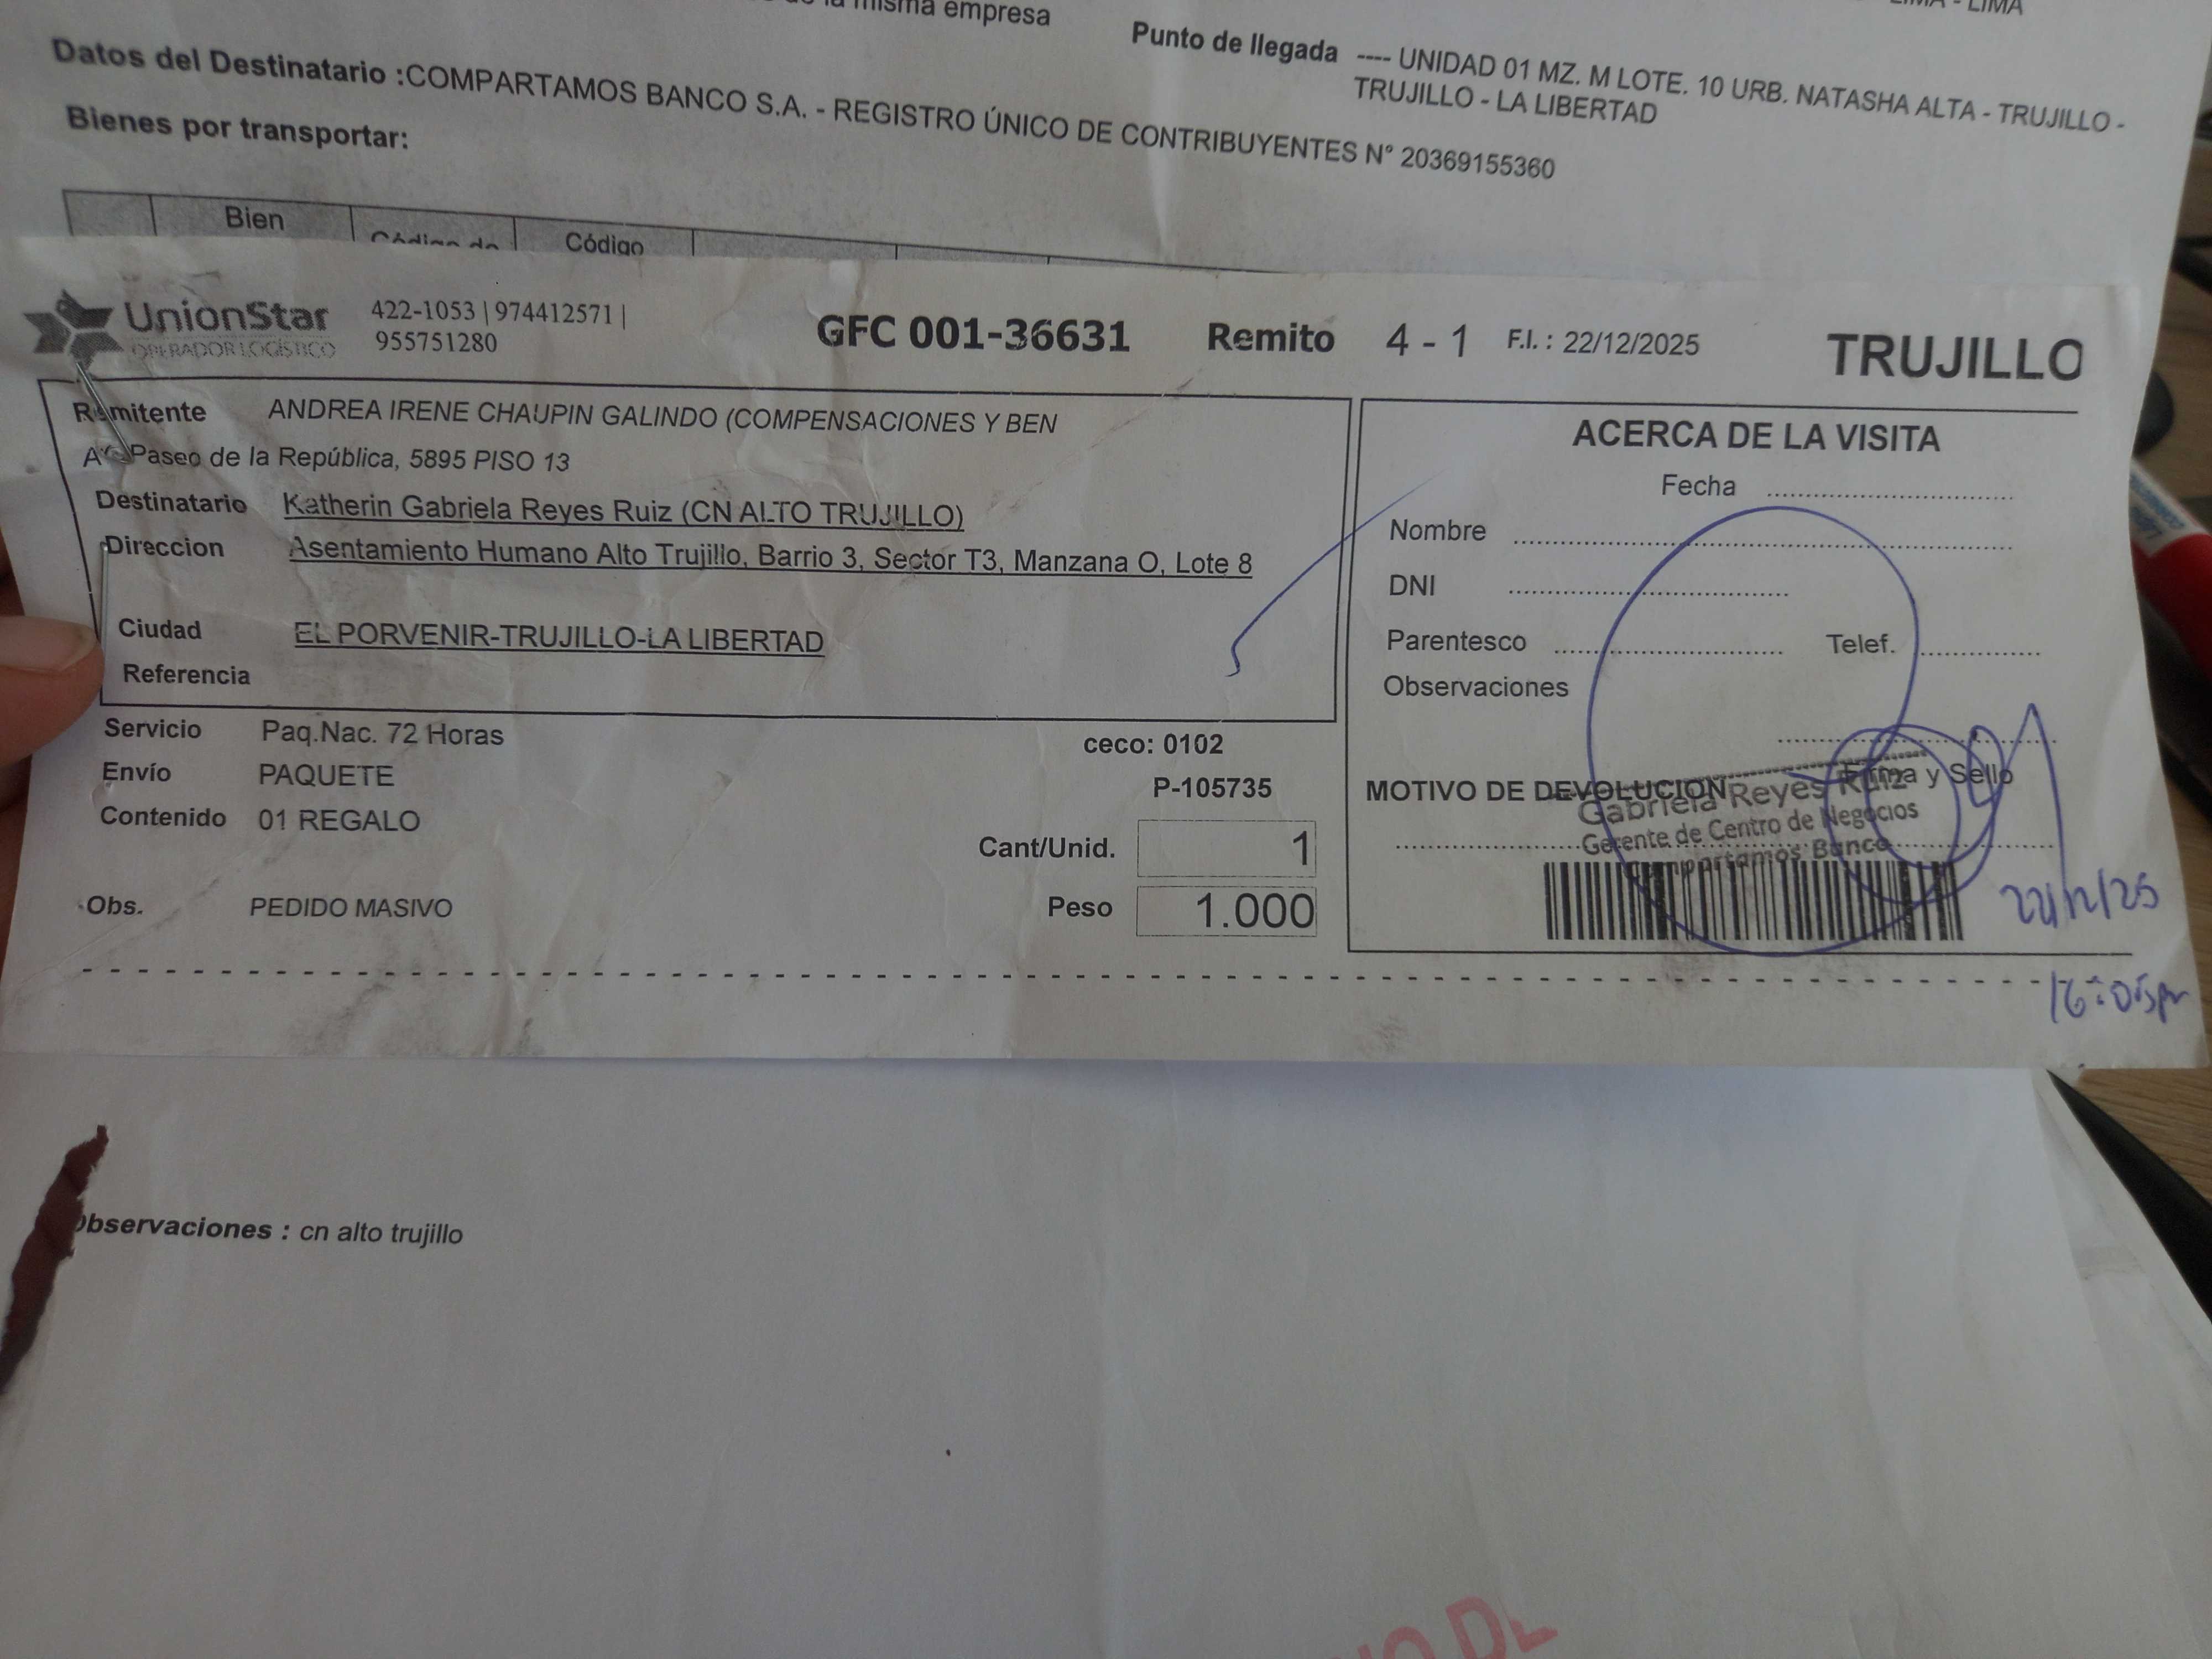 la misma empresa
LIMA - LIMA
Punto de llegada ---- UNIDAD 01 MZ. M LOTE. 10 URB. NATASHA ALTA - TRUJILLO -
TRUJILLO - LA LIBERTAD
Datos del Destinatario :COMPARTAMOS BANCO S.A. - REGISTRO ÚNICO DE CONTRIBUYENTES N° 20369155360
Bienes por transportar:
Bien
Código de
Código
UnionStar
OPERADOR LOGÍSTICO
422-1053 | 974412571 |
955751280
GFC 001-36631
Remito 4 - 1
F.I. : 22/12/2025
TRUJILLO
Remitente ANDREA IRENE CHAUPIN GALINDO (COMPENSACIONES Y BEN
Paseo de la República, 5895 PISO 13
Destinatario Katherin Gabriela Reyes Ruiz (CN ALTO TRUJILLO)
Direccion Asentamiento Humano Alto Trujillo, Barrio 3, Sector T3, Manzana O, Lote 8
Ciudad EL PORVENIR-TRUJILLO-LA LIBERTAD
Referencia
Servicio Paq.Nac. 72 Horas
Envío PAQUETE
Contenido 01 REGALO
Obs. PEDIDO MASIVO
ceco: 0102
P-105735
Cant/Unid. 1
Peso 1.000
ACERCA DE LA VISITA
Fecha
Nombre
DNI
Parentesco Telef.
Observaciones
Firma y Sello
MOTIVO DE DEVOLUCION
Gabriela Reyes Ruiz
Gerente de Centro de Negocios
Compartamos Banco
22/12/25
16:05pm
Observaciones : cn alto trujillo
DE